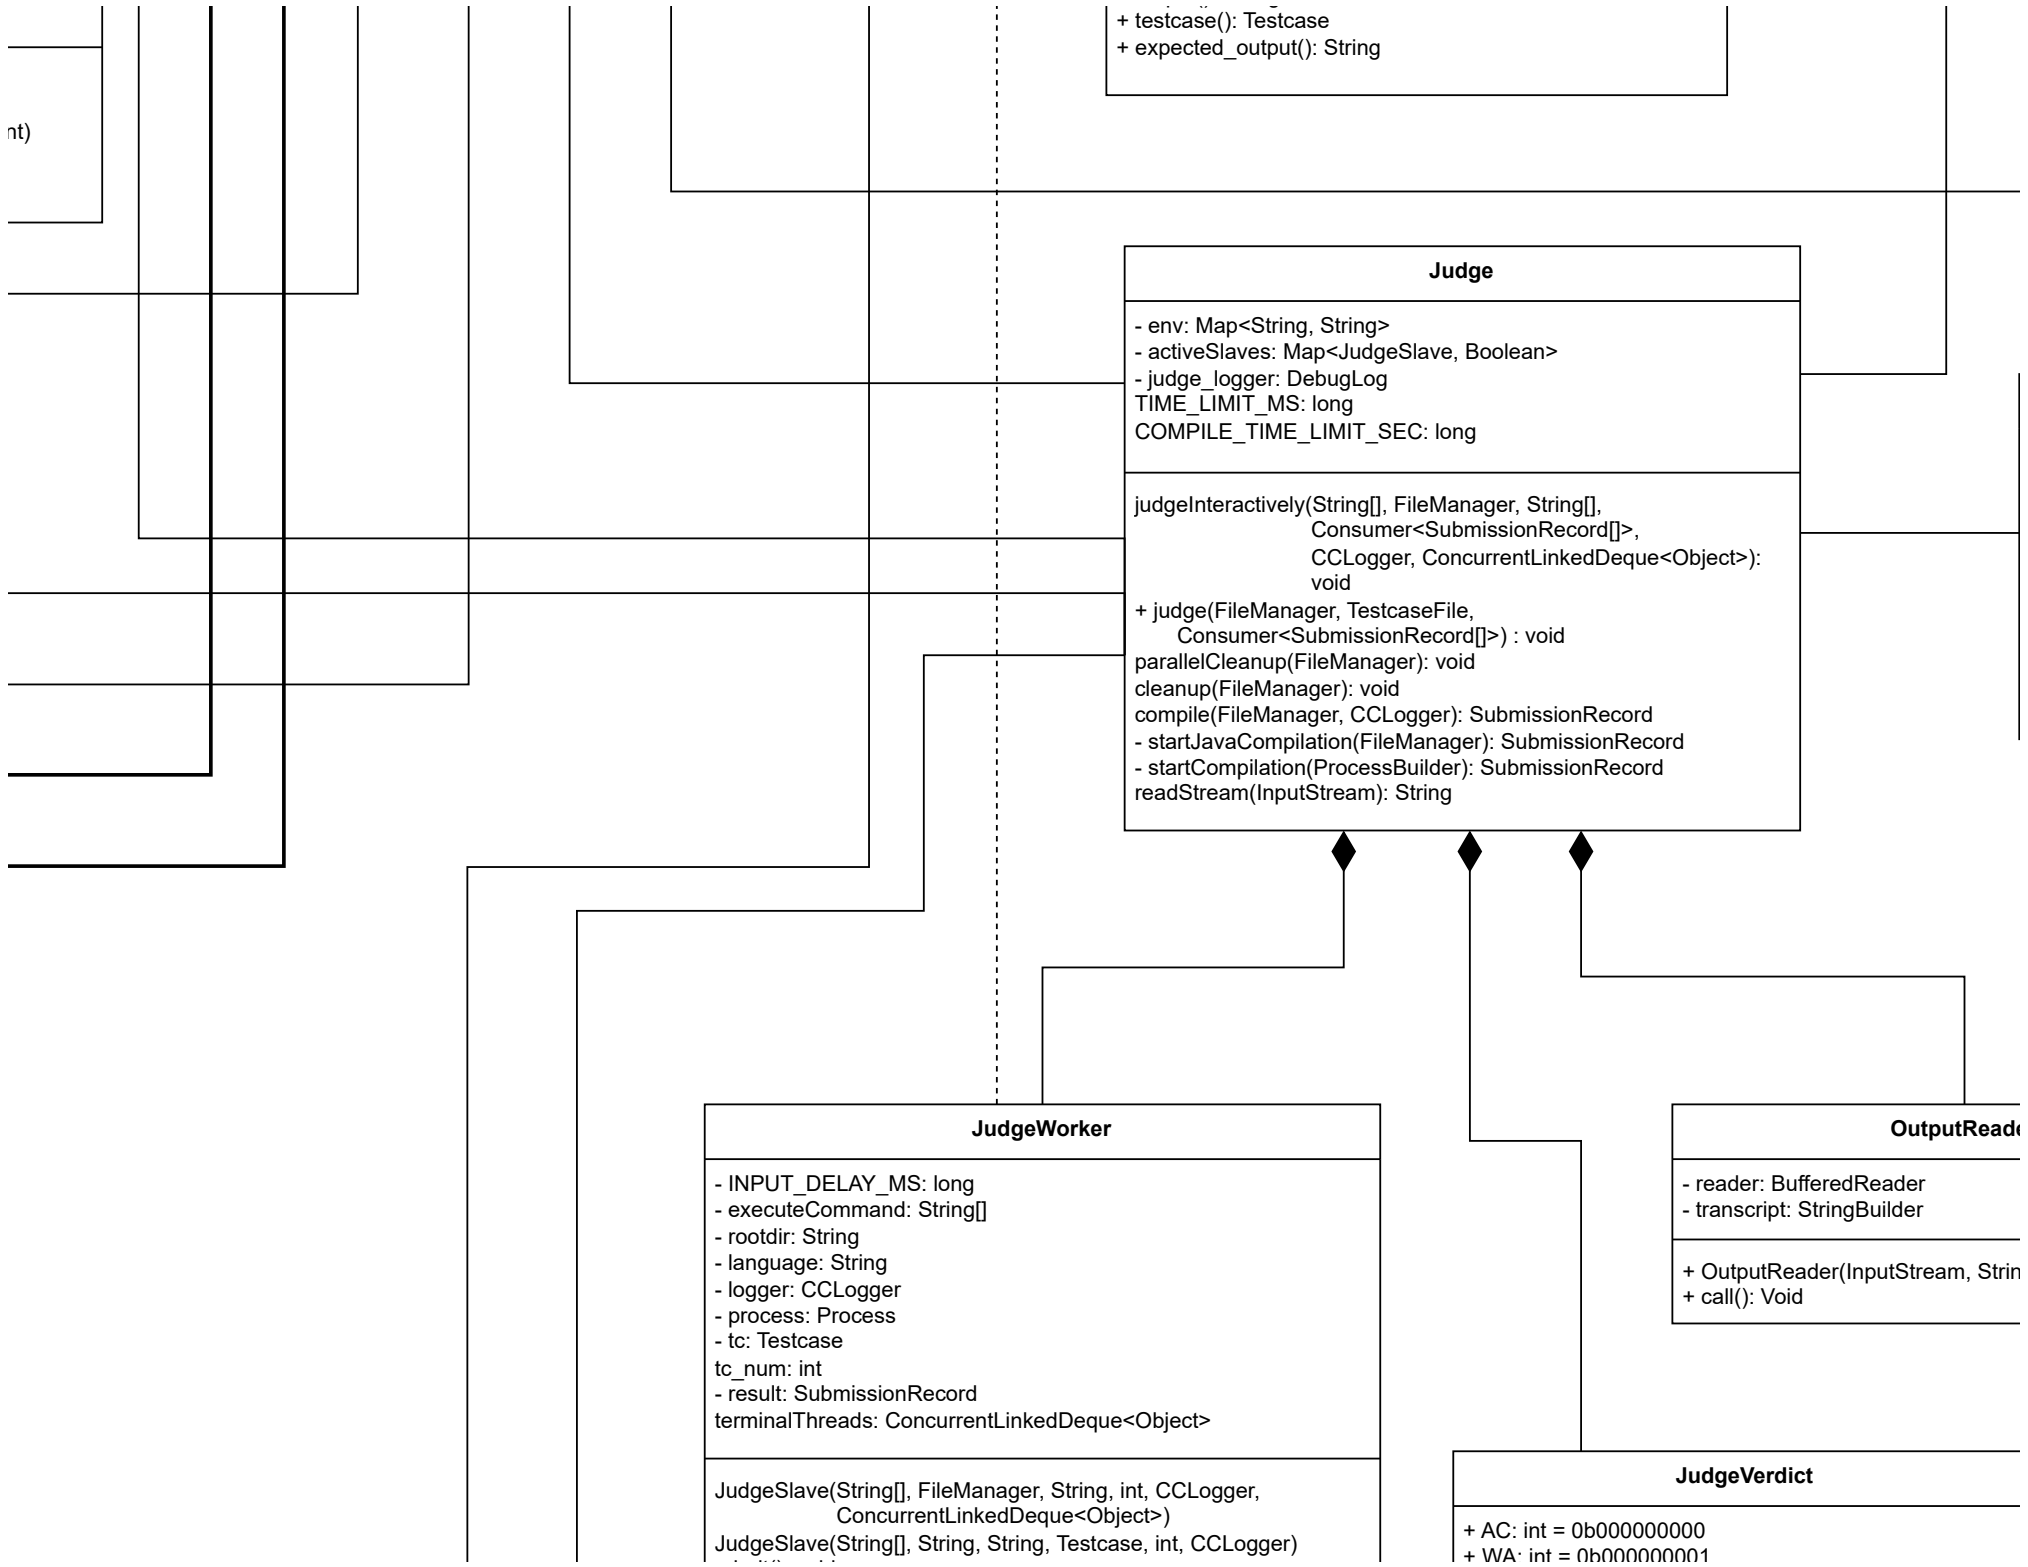 + testcase(): Testcase
+ expected_output(): String
nt)
Judge
- env: Map<String, String>
- activeSlaves: Map<JudgeSlave, Boolean>
- judge_logger: DebugLog
TIME_LIMIT_MS: long
COMPILE_TIME_LIMIT_SEC: long
judgeInteractively(String[], FileManager, String[],
Consumer<SubmissionRecord[]>,
CCLogger, ConcurrentLinkedDeque<Object>):
void
+ judge(FileManager, TestcaseFile,
Consumer<SubmissionRecord[]>) : void
parallelCleanup(FileManager): void
cleanup(FileManager): void
compile(FileManager, CCLogger): SubmissionRecord
- startJavaCompilation(FileManager): SubmissionRecord
- startCompilation(ProcessBuilder): SubmissionRecord
readStream(InputStream): String
JudgeWorker
- INPUT_DELAY_MS: long
- executeCommand: String[]
- rootdir: String
- language: String
- logger: CCLogger
- process: Process
- tc: Testcase
tc_num: int
- result: SubmissionRecord
terminalThreads: ConcurrentLinkedDeque<Object>
JudgeSlave(String[], FileManager, String, int, CCLogger,
ConcurrentLinkedDeque<Object>)
JudgeSlave(String[], String, String, Testcase, int, CCLogger)
OutputReade
- reader: BufferedReader
- transcript: StringBuilder
+ OutputReader(InputStream, Strin
+ call(): Void
JudgeVerdict
+ AC: int = 0b000000000
+ WA: int = 0b000000001